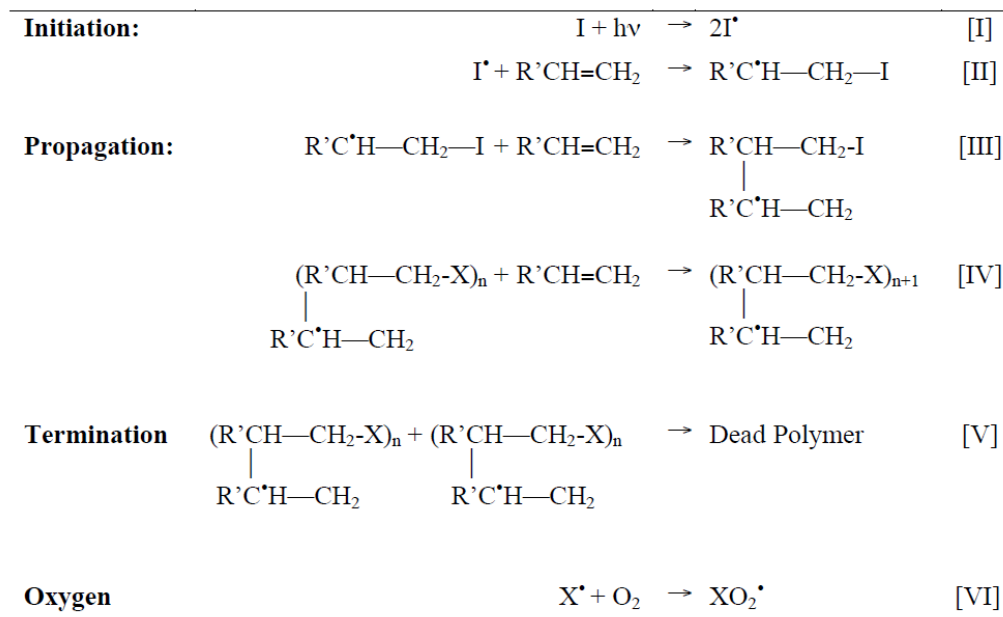 Initiation: I + hν → 2I• [I]
I• + R’CH=CH₂ → R’C•H—CH₂—I [II]
Propagation: R’C•H—CH₂—I + R’CH=CH₂ → R’CH—CH₂-I [III]
|
R’C•H—CH₂
(R’CH—CH₂-X)ₙ + R’CH=CH₂ → (R’CH—CH₂-X)ₙ₊₁ [IV]
| |
R’C•H—CH₂ R’C•H—CH₂
Termination (R’CH—CH₂-X)ₙ + (R’CH—CH₂-X)ₙ → Dead Polymer [V]
| |
R’C•H—CH₂ R’C•H—CH₂
Oxygen X• + O₂ → XO₂• [VI]